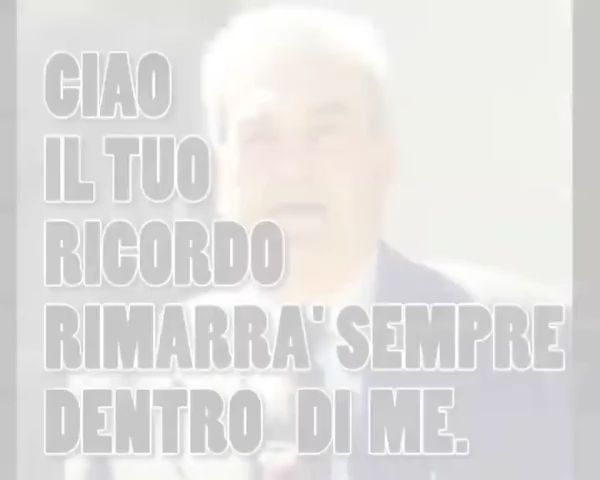 CIAO
IL TUO
RICORDO
RIMARRA' SEMPRE
DENTRO DI ME.